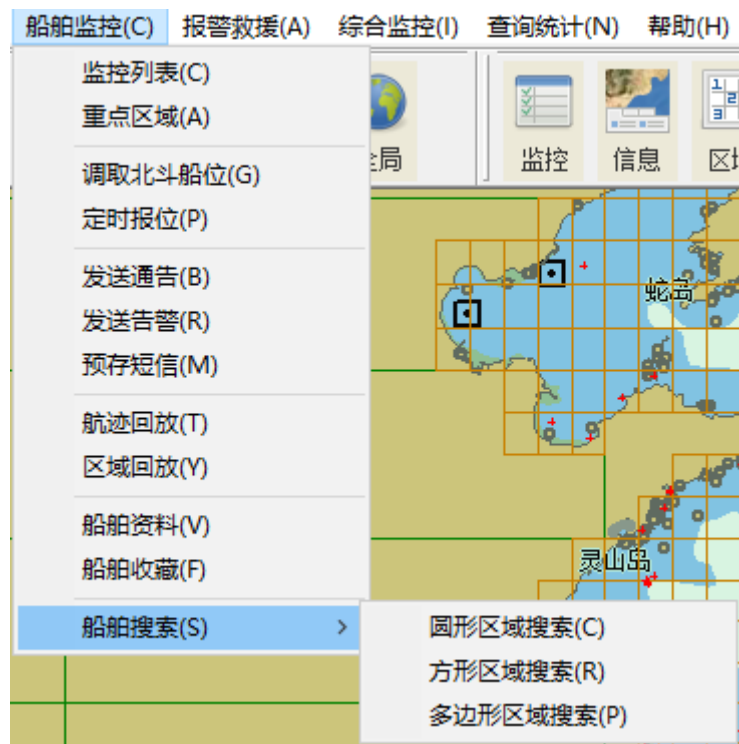 船舶监控(C) 报警救援(A) 综合监控(I) 查询统计(N) 帮助(H)
监控列表(C)
重点区域(A)
调取北斗船位(G)
定时报位(P)
发送通告(B)
发送告警(R)
预存短信(M)
航迹回放(T)
区域回放(Y)
船舶资料(V)
船舶收藏(F)
船舶搜索(S)
圆形区域搜索(C)
方形区域搜索(R)
多边形区域搜索(P)
局 监控 信息 区
1
2
3
蛇岛
灵山岛